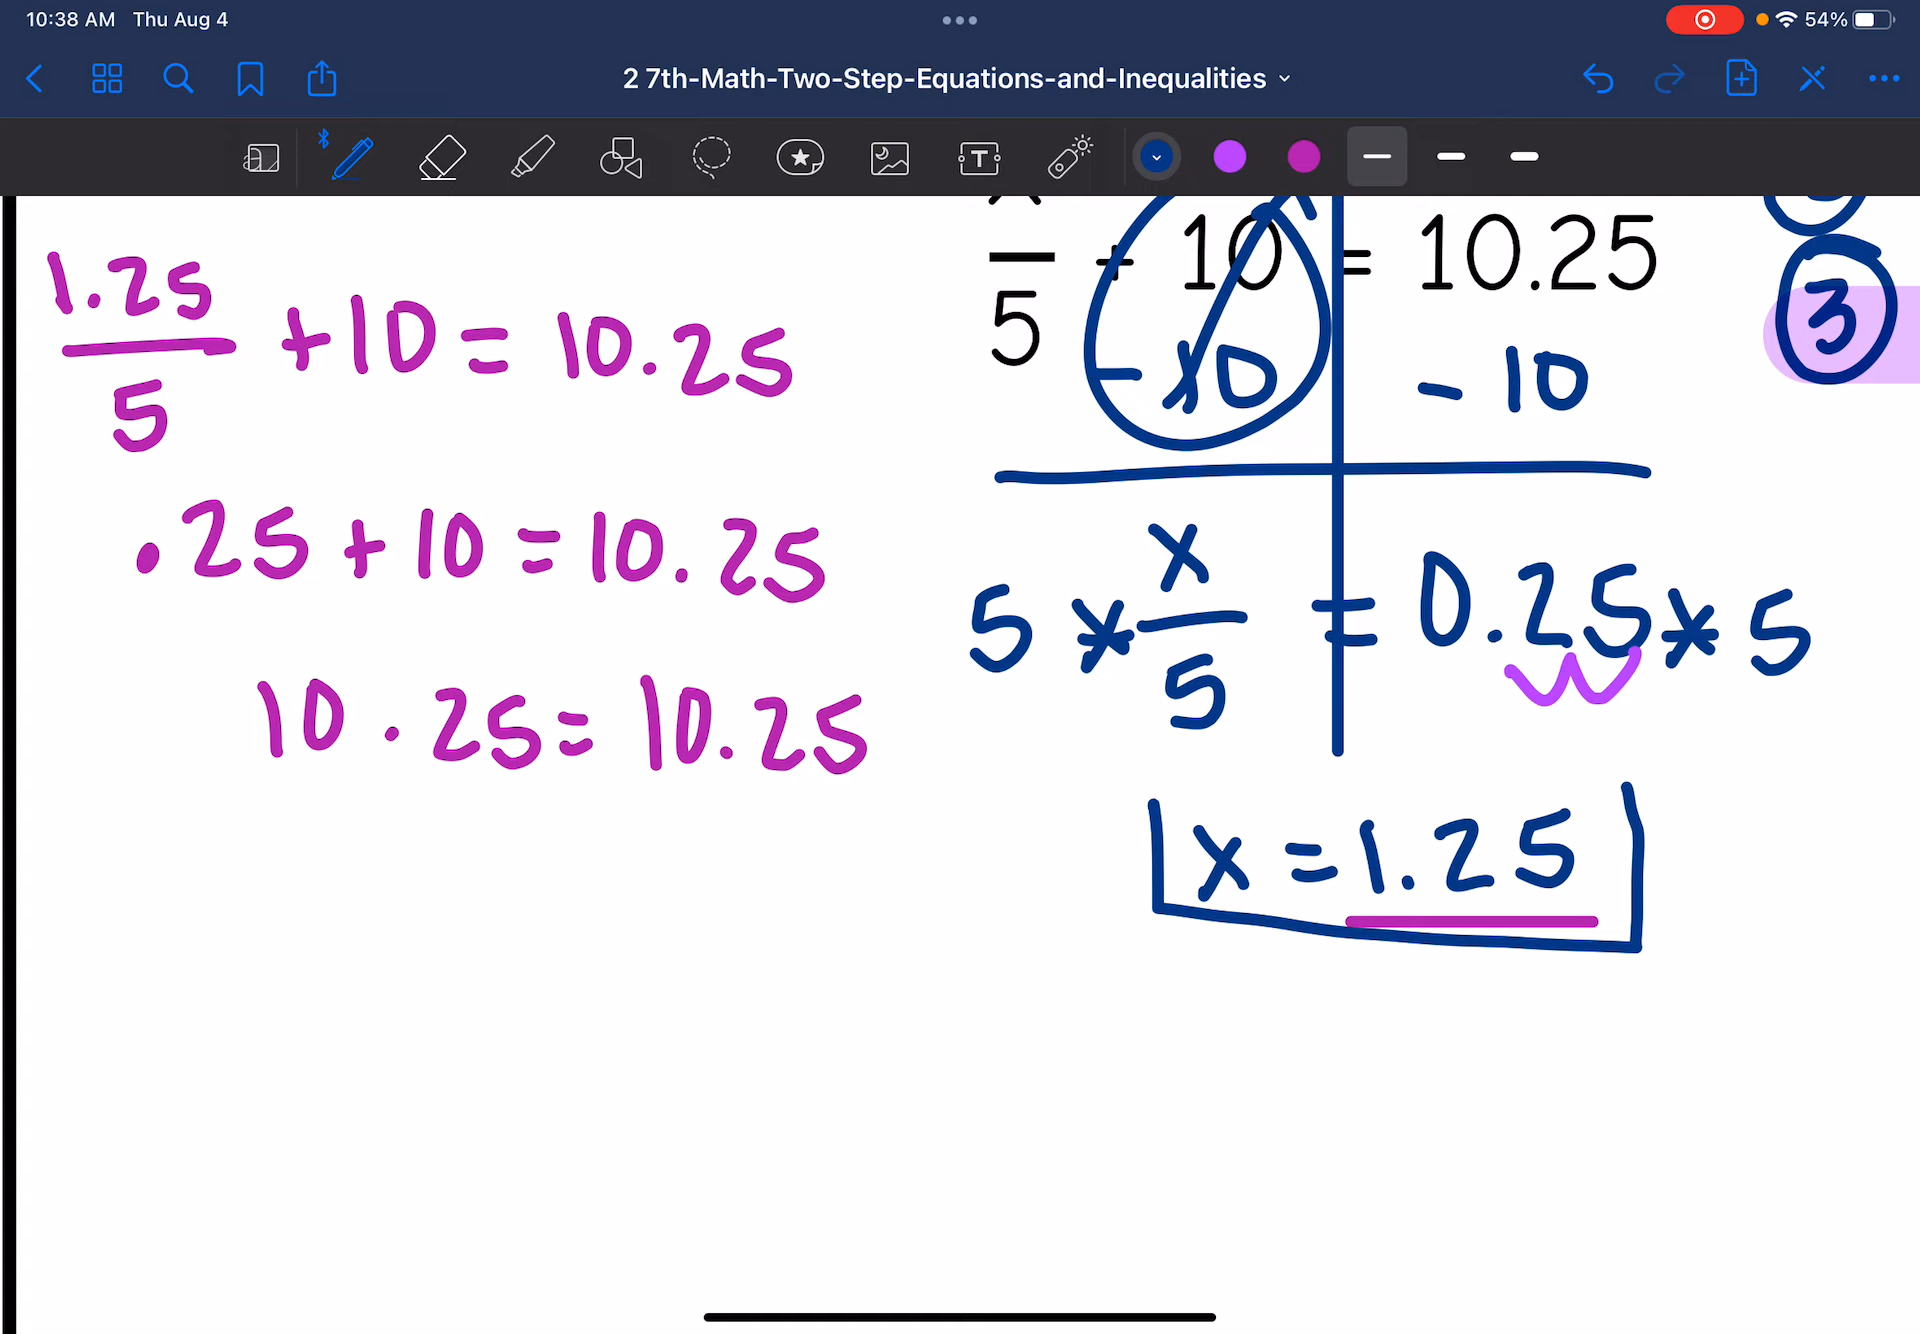 10:38 AM Thu Aug 4
54%
2 7th-Math-Two-Step-Equations-and-Inequalities
T
1.25/5 + 10 = 10.25
.25 + 10 = 10.25
10.25 = 10.25
x/5 + 10 = 10.25
3
- 10 - 10
5 * x/5 = 0.25 * 5
x = 1.25